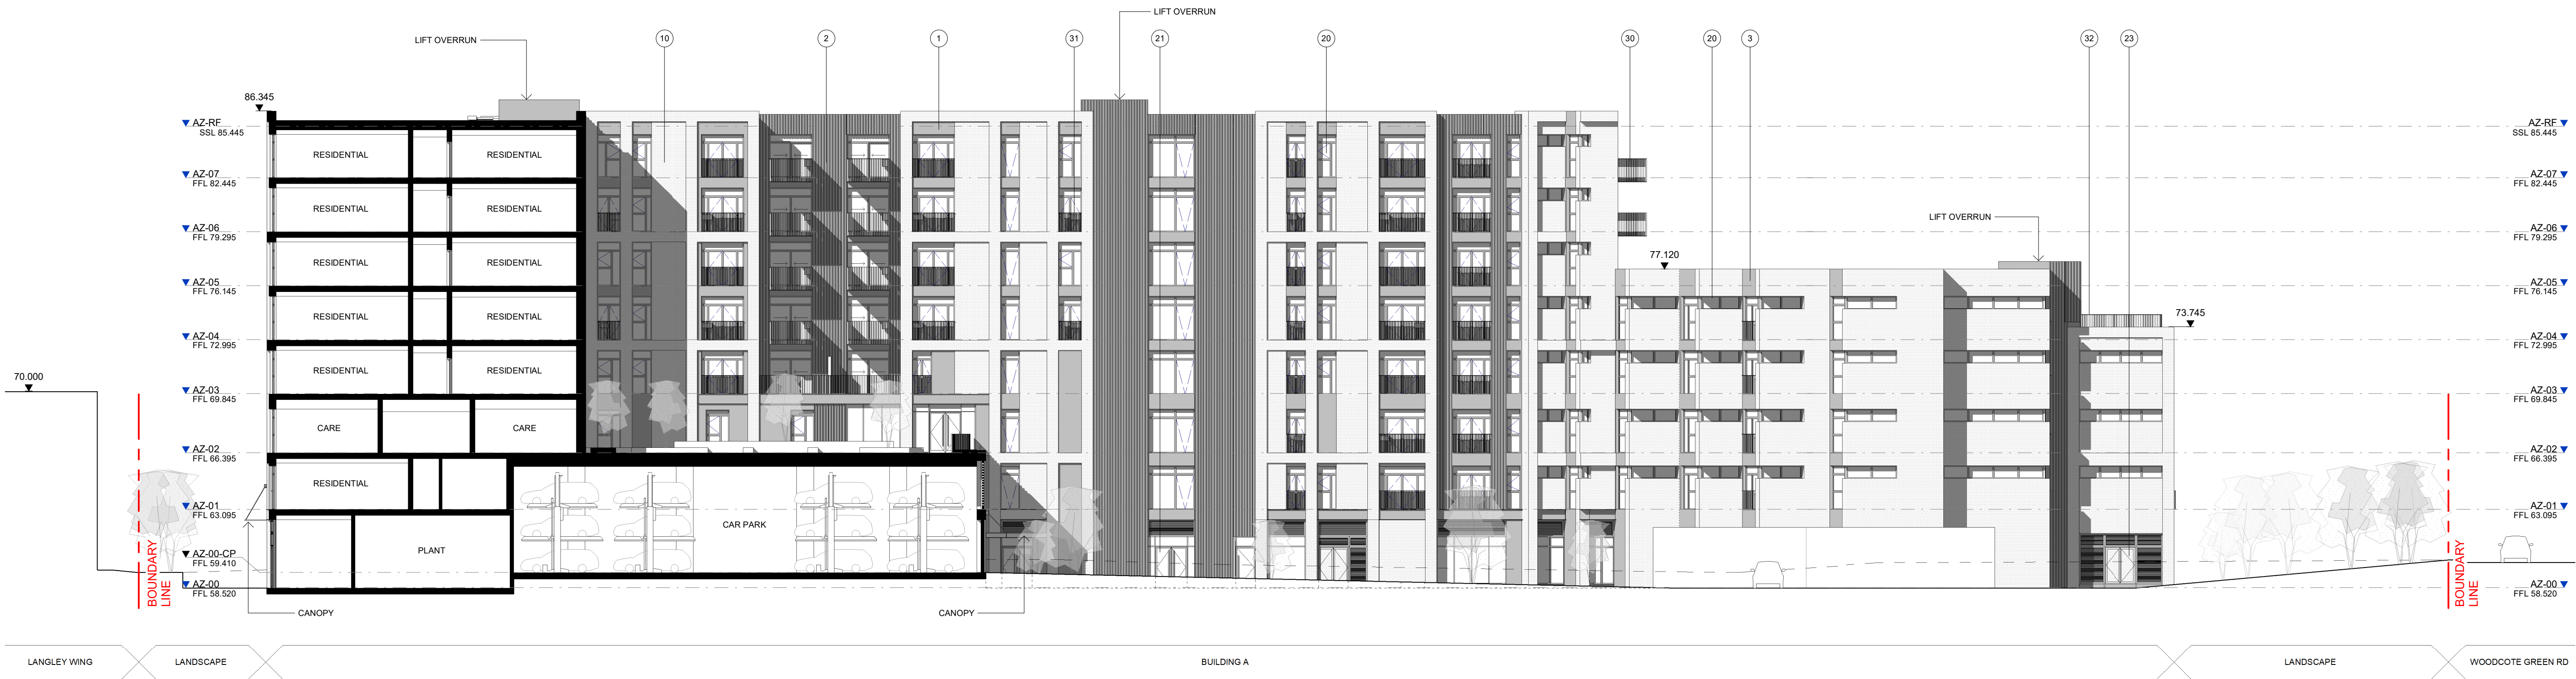 LIFT OVERRUN
LIFT OVERRUN
10
2
1
31
21
20
30
20
3
32
23
86.345
AZ-RF
SSL 85.445
AZ-07
FFL 82.445
AZ-06
FFL 79.295
AZ-05
FFL 76.145
AZ-04
FFL 72.995
AZ-03
FFL 69.845
AZ-02
FFL 66.395
AZ-01
FFL 63.095
AZ-00-CP
FFL 59.410
AZ-00
FFL 58.520
70.000
BOUNDARY
LINE
RESIDENTIAL
RESIDENTIAL
RESIDENTIAL
RESIDENTIAL
RESIDENTIAL
RESIDENTIAL
RESIDENTIAL
RESIDENTIAL
RESIDENTIAL
RESIDENTIAL
CARE
CARE
RESIDENTIAL
PLANT
CAR PARK
CANOPY
CANOPY
77.120
LIFT OVERRUN
73.745
AZ-RF
SSL 85.445
AZ-07
FFL 82.445
AZ-06
FFL 79.295
AZ-05
FFL 76.145
AZ-04
FFL 72.995
AZ-03
FFL 69.845
AZ-02
FFL 66.395
AZ-01
FFL 63.095
AZ-00
FFL 58.520
BOUNDARY
LINE
LANGLEY WING
LANDSCAPE
BUILDING A
LANDSCAPE
WOODCOTE GREEN RD